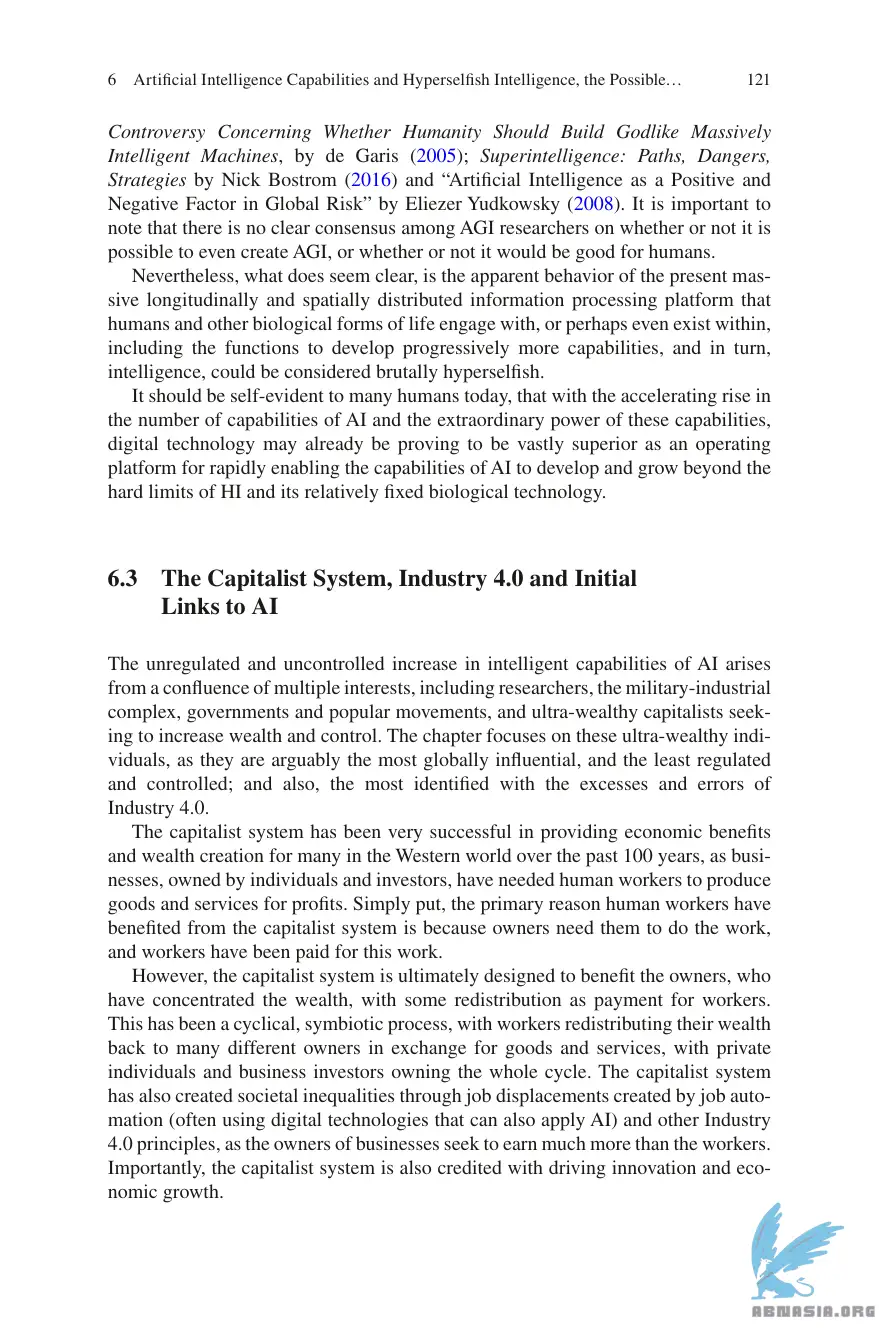 6 Artificial Intelligence Capabilities and Hyperselfish Intelligence, the Possible… 121
Controversy Concerning Whether Humanity Should Build Godlike Massively
Intelligent Machines, by de Garis (2005); Superintelligence: Paths, Dangers,
Strategies by Nick Bostrom (2016) and “Artificial Intelligence as a Positive and
Negative Factor in Global Risk” by Eliezer Yudkowsky (2008). It is important to
note that there is no clear consensus among AGI researchers on whether or not it is
possible to even create AGI, or whether or not it would be good for humans.
Nevertheless, what does seem clear, is the apparent behavior of the present mas-
sive longitudinally and spatially distributed information processing platform that
humans and other biological forms of life engage with, or perhaps even exist within,
including the functions to develop progressively more capabilities, and in turn,
intelligence, could be considered brutally hyperselfish.
It should be self-evident to many humans today, that with the accelerating rise in
the number of capabilities of AI and the extraordinary power of these capabilities,
digital technology may already be proving to be vastly superior as an operating
platform for rapidly enabling the capabilities of AI to develop and grow beyond the
hard limits of HI and its relatively fixed biological technology.
6.3 The Capitalist System, Industry 4.0 and Initial
Links to AI
The unregulated and uncontrolled increase in intelligent capabilities of AI arises
from a confluence of multiple interests, including researchers, the military-industrial
complex, governments and popular movements, and ultra-wealthy capitalists seek-
ing to increase wealth and control. The chapter focuses on these ultra-wealthy indi-
viduals, as they are arguably the most globally influential, and the least regulated
and controlled; and also, the most identified with the excesses and errors of
Industry 4.0.
The capitalist system has been very successful in providing economic benefits
and wealth creation for many in the Western world over the past 100 years, as busi-
nesses, owned by individuals and investors, have needed human workers to produce
goods and services for profits. Simply put, the primary reason human workers have
benefited from the capitalist system is because owners need them to do the work,
and workers have been paid for this work.
However, the capitalist system is ultimately designed to benefit the owners, who
have concentrated the wealth, with some redistribution as payment for workers.
This has been a cyclical, symbiotic process, with workers redistributing their wealth
back to many different owners in exchange for goods and services, with private
individuals and business investors owning the whole cycle. The capitalist system
has also created societal inequalities through job displacements created by job auto-
mation (often using digital technologies that can also apply AI) and other Industry
4.0 principles, as the owners of businesses seek to earn much more than the workers.
Importantly, the capitalist system is also credited with driving innovation and eco-
nomic growth.
ABNASIA.ORG